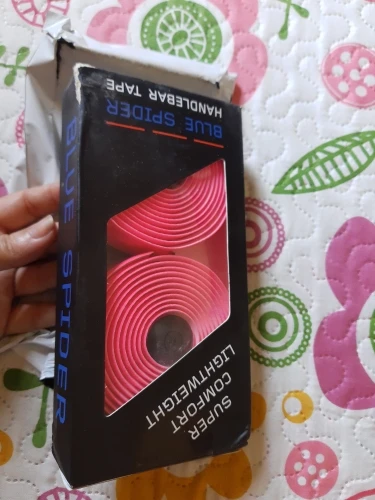 BLUE SPIDER
HANDLEBAR TAPE
SUPER
COMFORT
LIGHTWEIGHT
BLUE SPIDER